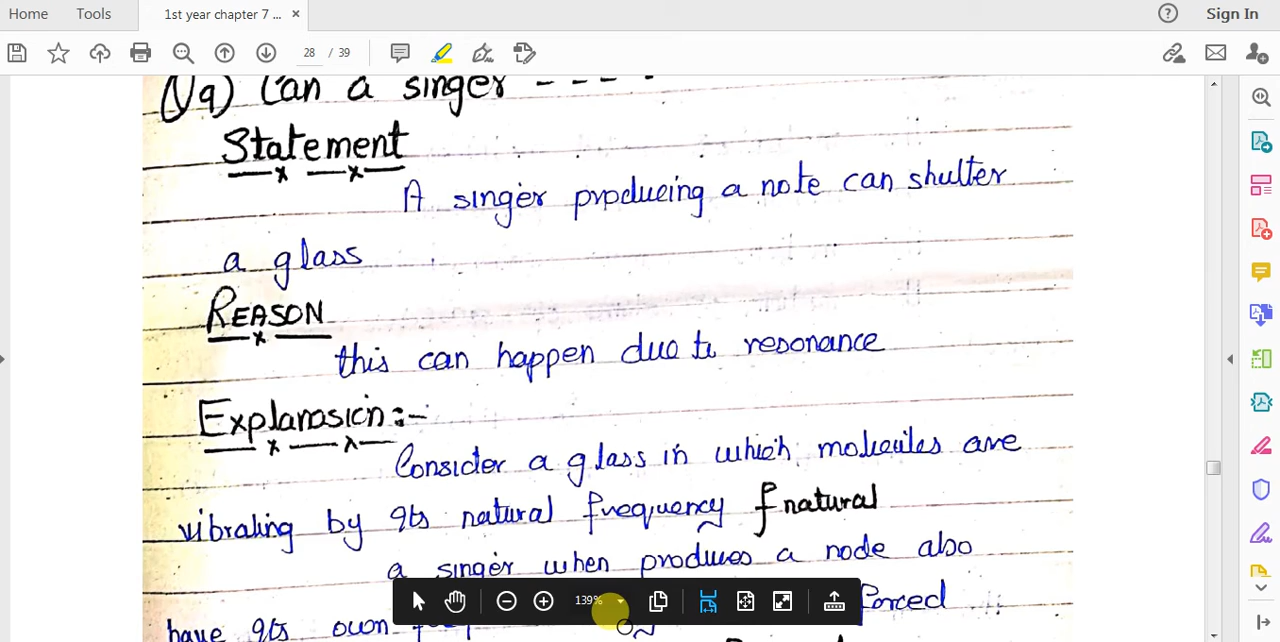 Home Tools 1st year chapter 7 ... × Sign In
28 / 39
Q 9) Can a singer - - - -
Statement
A singer producing a note can shutter
a glass
REASON
this can happen due to resonance
Explanasion:-
Consider a glass in which molecules are
vibrating by its natural frequency f natural
a singer when produces a node also
139%
forced
have its own